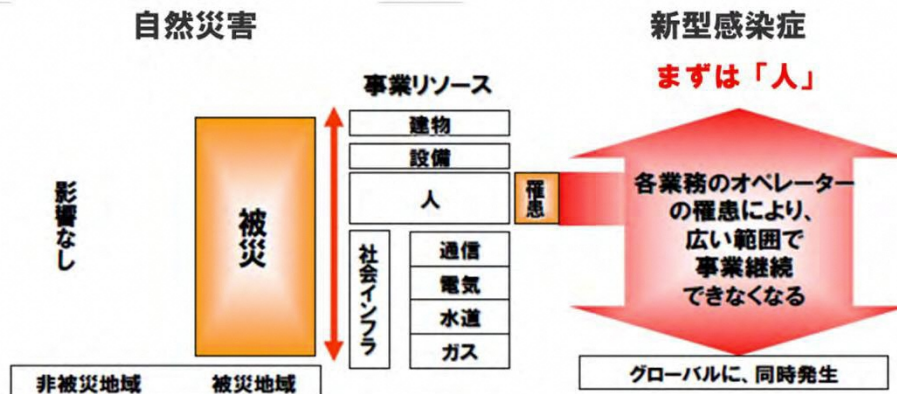 自然災害
新型感染症
まずは「人」
事業リソース
建物
設備
人
罹患
影響なし
被災
社会インフラ
通信
電気
水道
ガス
各業務のオペレーター
の罹患により、
広い範囲で
事業継続
できなくなる
非被災地域
被災地域
グローバルに、同時発生